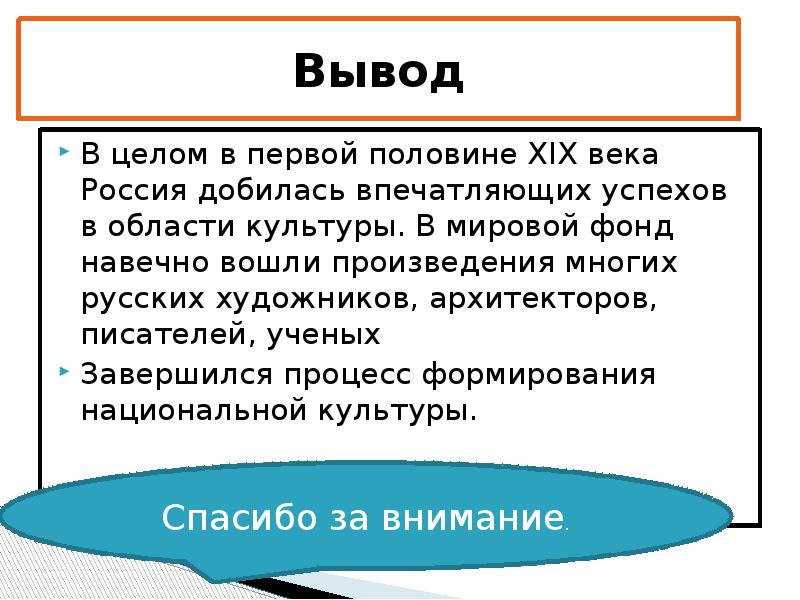 Вывод
В целом в первой половине XIX века
Россия добилась впечатляющих успехов
в области культуры. В мировой фонд
навечно вошли произведения многих
русских художников, архитекторов,
писателей, ученых
Завершился процесс формирования
национальной культуры.
Спасибо за внимание.